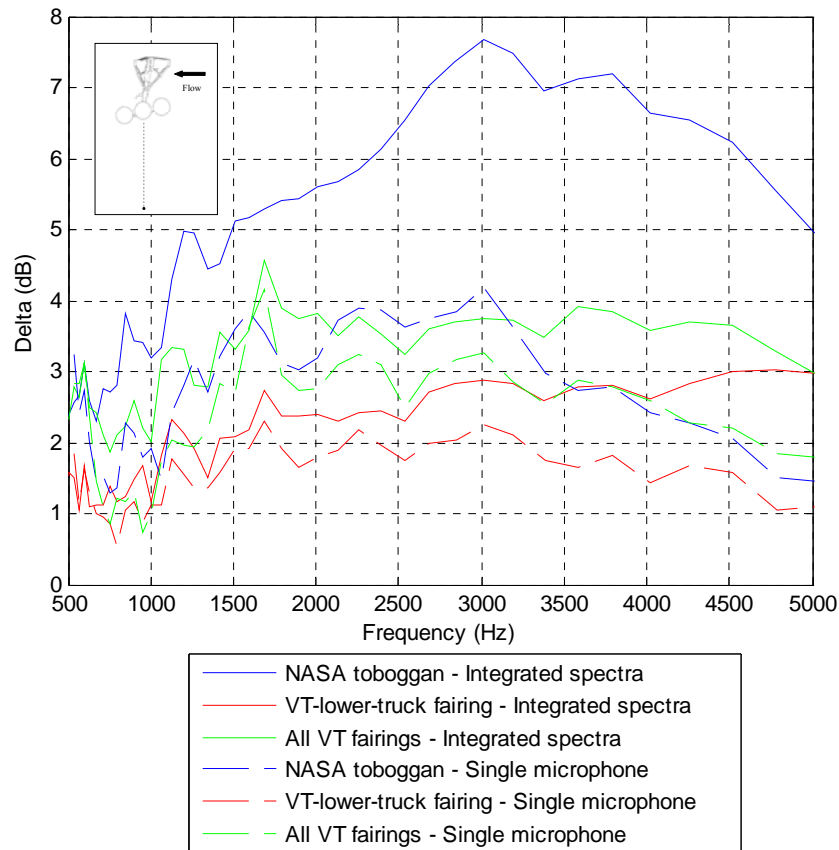 8
7
6
5
4
3
2
1
0
Delta (dB)
Flow
500 1000 1500 2000 2500 3000 3500 4000 4500 5000
Frequency (Hz)
NASA toboggan - Integrated spectra
VT-lower-truck fairing - Integrated spectra
All VT fairings - Integrated spectra
NASA toboggan - Single microphone
VT-lower-truck fairing - Single microphone
All VT fairings - Single microphone